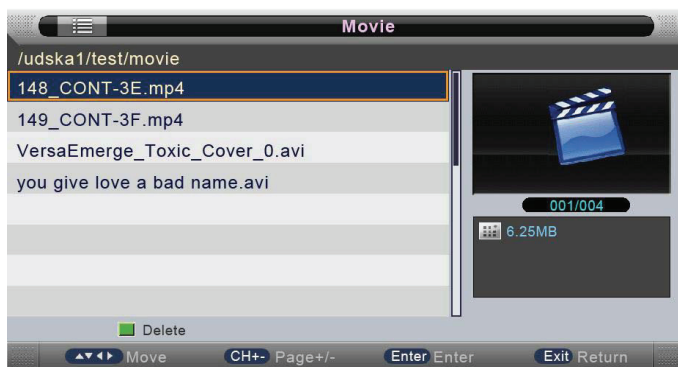 Movie
/udska1/test/movie
148_CONT-3E.mp4
149_CONT-3F.mp4
VersaEmerge_Toxic_Cover_0.avi
you give love a bad name.avi
001/004
6.25MB
Delete
Move CH+- Page+/- Enter Enter Exit Return